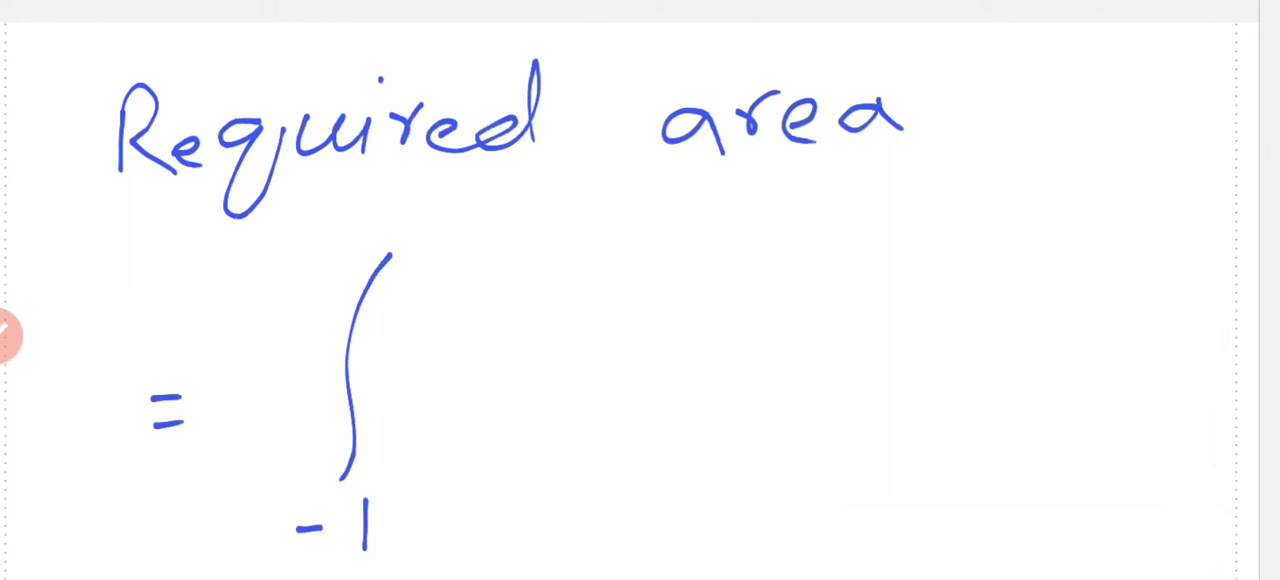 Required area
= ∫
-1